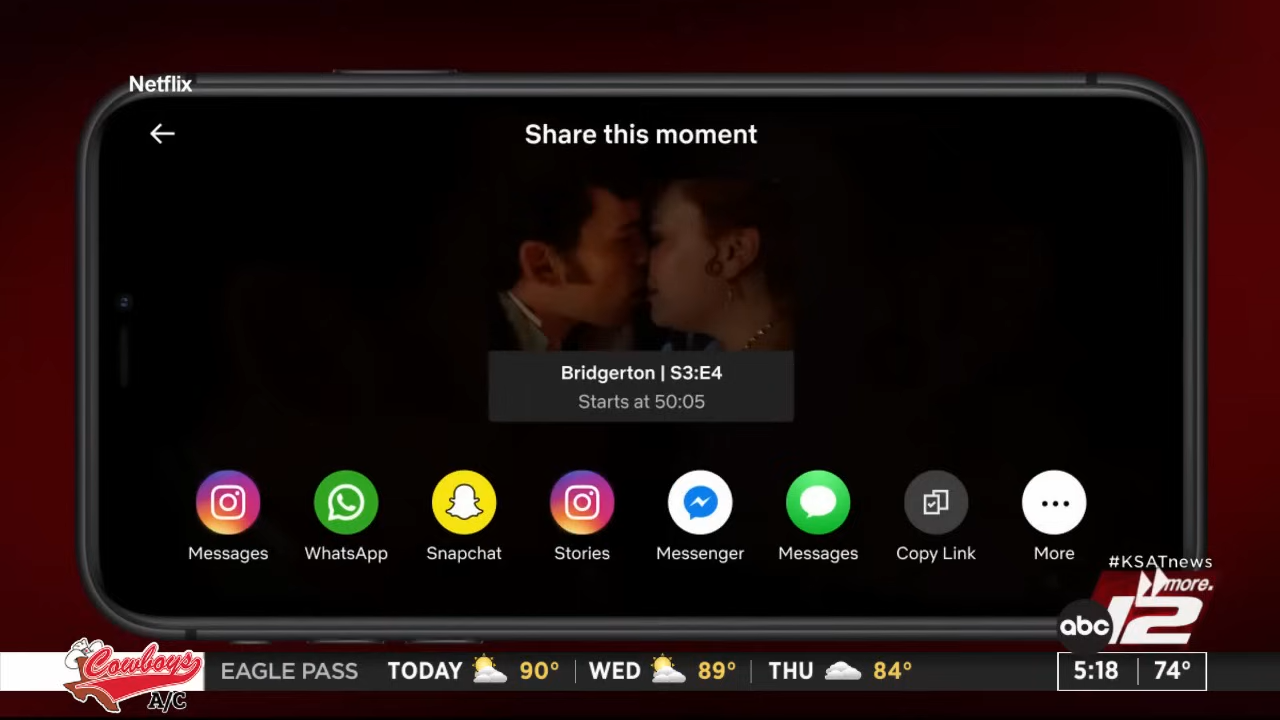 Netflix
Share this moment
Bridgerton | S3:E4
Starts at 50:05
Messages
WhatsApp
Snapchat
Stories
Messenger
Messages
Copy Link
More
#KSATnews
more.
abc 12
Cowboys
A/C
EAGLE PASS TODAY 90° WED 89° THU 84° 5:18 74°